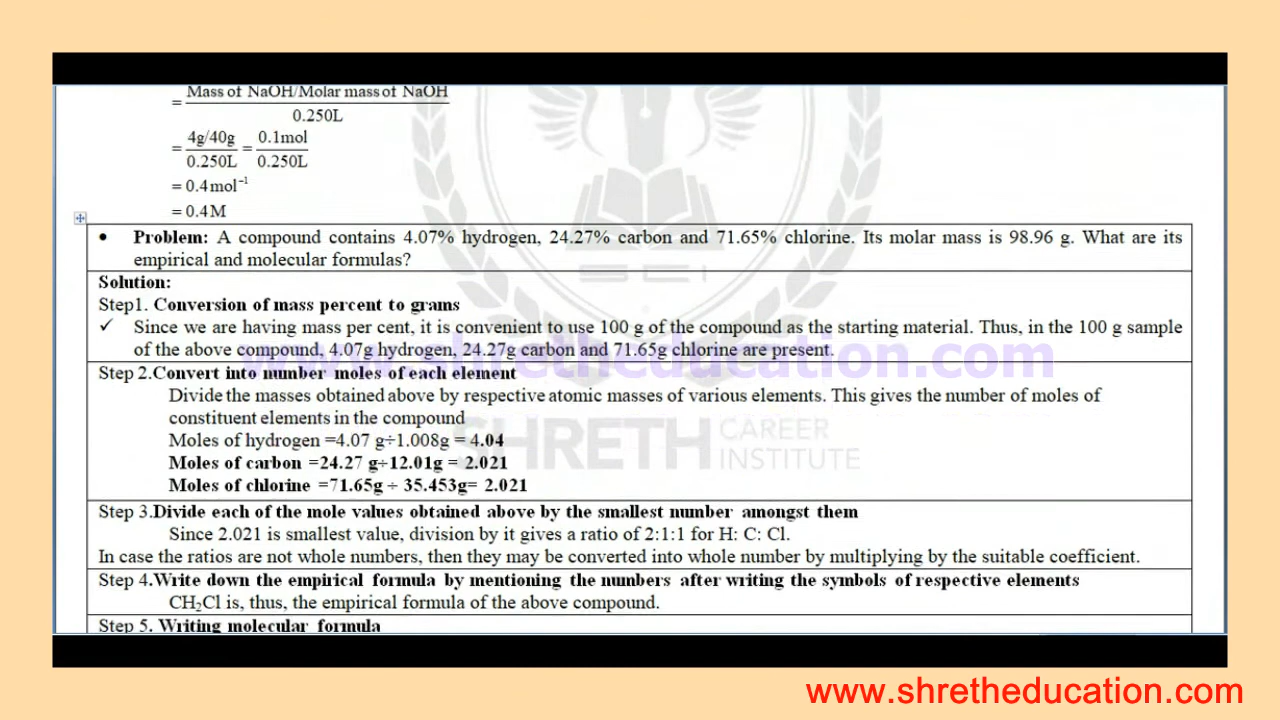 Mass of NaOH/Molar mass of NaOH
=
0.250L
4g/40g 0.1mol
= =
0.250L 0.250L
= 0.4 mol⁻¹
= 0.4M
• Problem: A compound contains 4.07% hydrogen, 24.27% carbon and 71.65% chlorine. Its molar mass is 98.96 g. What are its
empirical and molecular formulas?
Solution:
Step1. Conversion of mass percent to grams
✓ Since we are having mass per cent, it is convenient to use 100 g of the compound as the starting material. Thus, in the 100 g sample
of the above compound, 4.07g hydrogen, 24.27g carbon and 71.65g chlorine are present.
Step 2.Convert into number moles of each element
Divide the masses obtained above by respective atomic masses of various elements. This gives the number of moles of
constituent elements in the compound
Moles of hydrogen =4.07 g÷1.008g = 4.04
Moles of carbon =24.27 g÷12.01g = 2.021
Moles of chlorine =71.65g ÷ 35.453g= 2.021
Step 3.Divide each of the mole values obtained above by the smallest number amongst them
Since 2.021 is smallest value, division by it gives a ratio of 2:1:1 for H: C: Cl.
In case the ratios are not whole numbers, then they may be converted into whole number by multiplying by the suitable coefficient.
Step 4.Write down the empirical formula by mentioning the numbers after writing the symbols of respective elements
CH₂Cl is, thus, the empirical formula of the above compound.
Step 5. Writing molecular formula
SCI
www.shretheducation.com
SHRETH CAREER
INSTITUTE
www.shretheducation.com